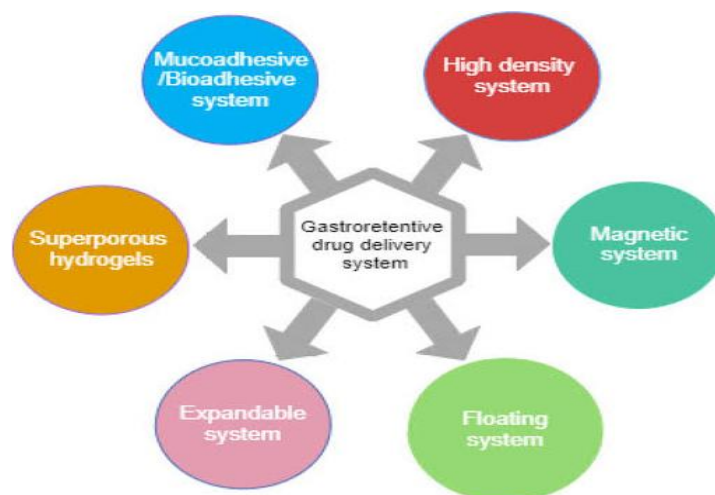 Mucoadhesive
/Bioadhesive
system
High density
system
Superporous
hydrogels
Gastroretentive
drug delivery
system
Magnetic
system
Expandable
system
Floating
system